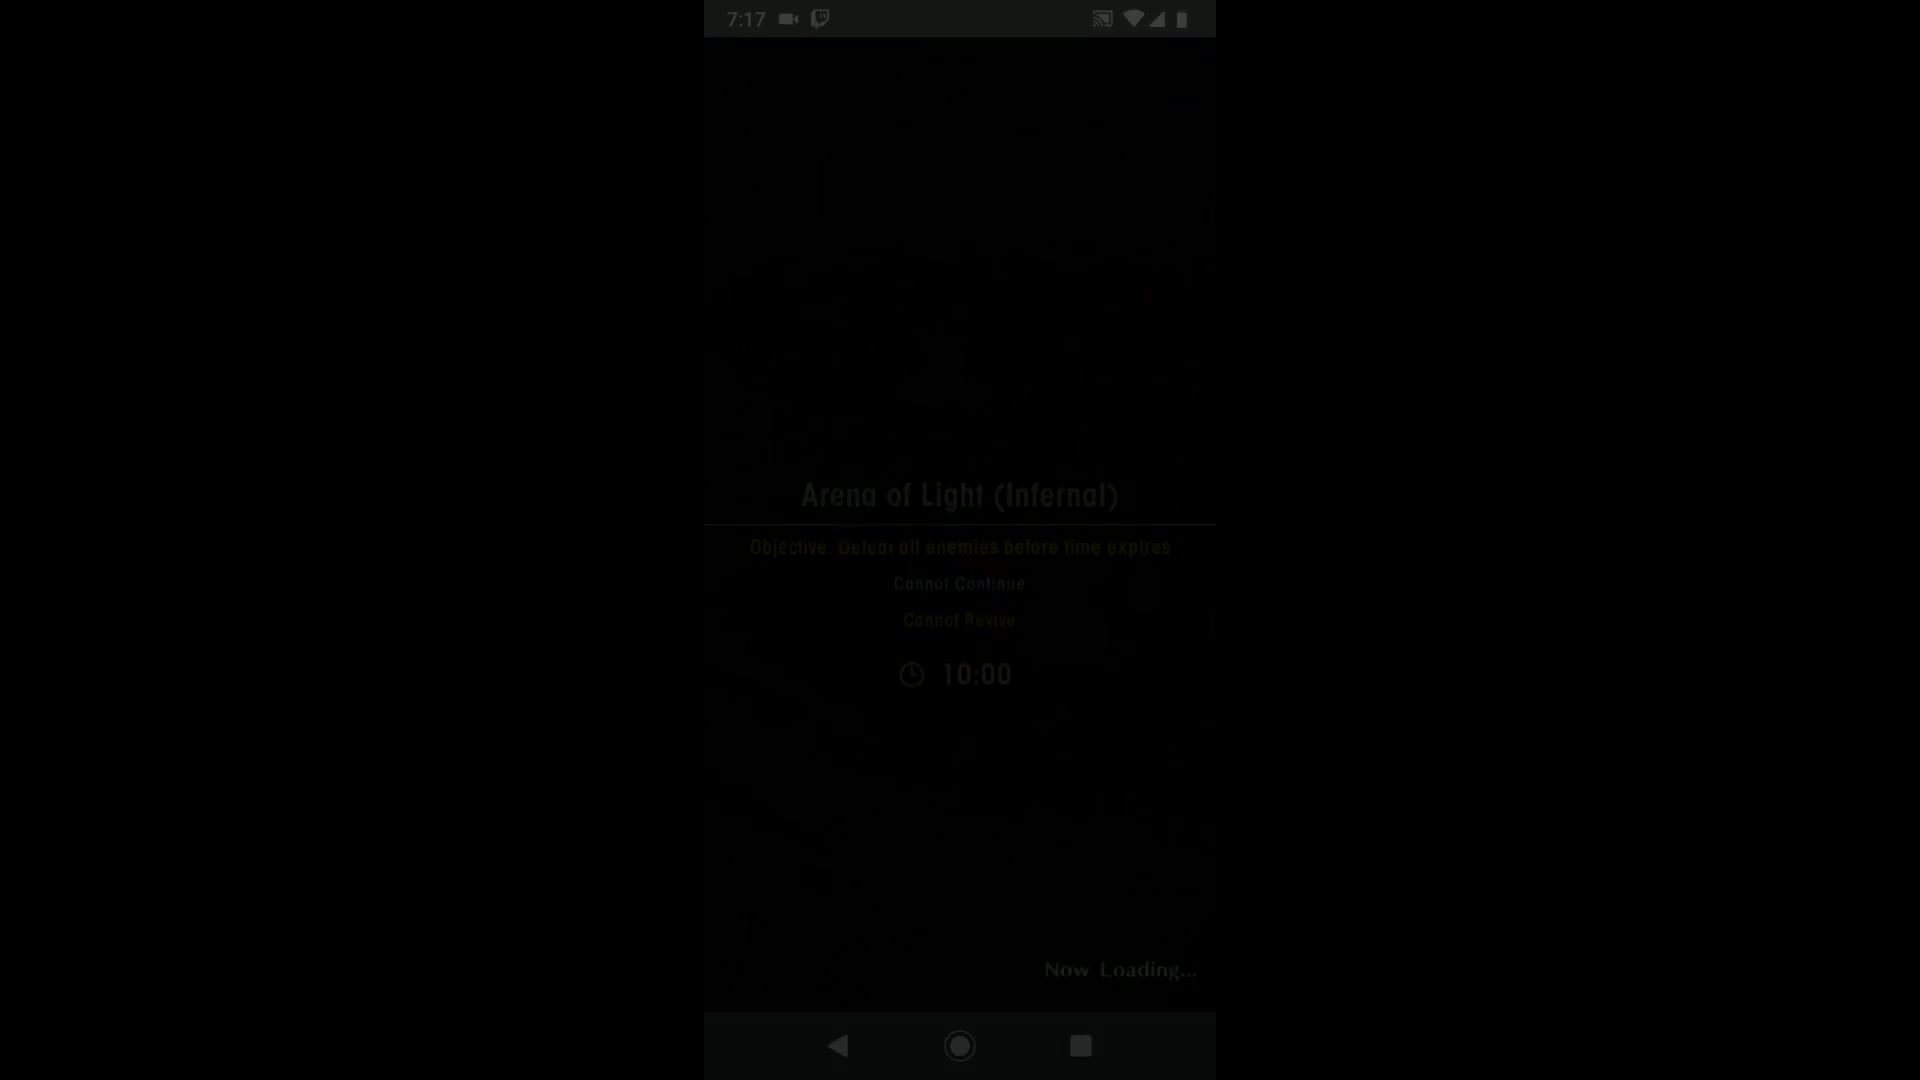 7:17
Arena of Light (Infernal)
Objective: Defeat all enemies before time expires
Cannot Continue
Cannot Revive
10:00
Now Loading...